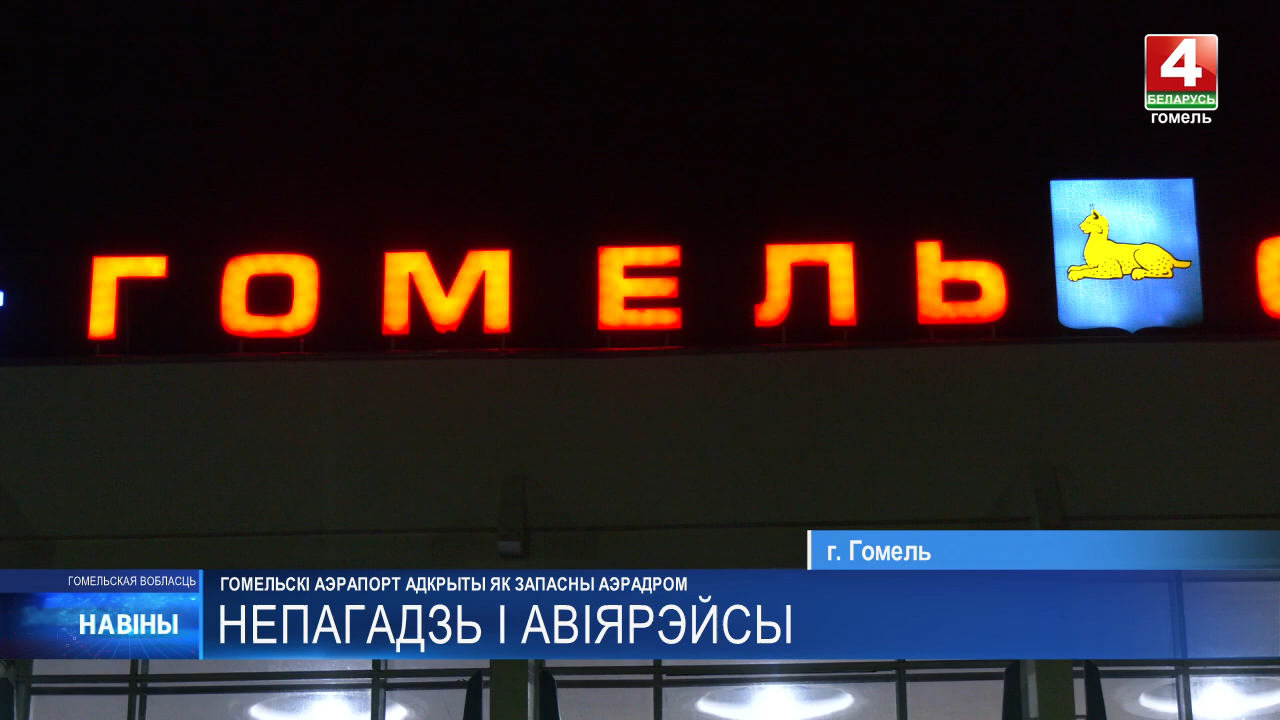 4
БЕЛАРУСЬ
гомель
ГОМЕЛЬ
г. Гомель
ГОМЕЛЬСКАЯ ВОБЛАСЦЬ
НАВІНЫ
ГОМЕЛЬСКІ АЭРАПОРТ АДКРЫТЫ ЯК ЗАПАСНЫ АЭРАДРОМ
НЕПАГАДЗЬ І АВІЯРЭЙСЫ